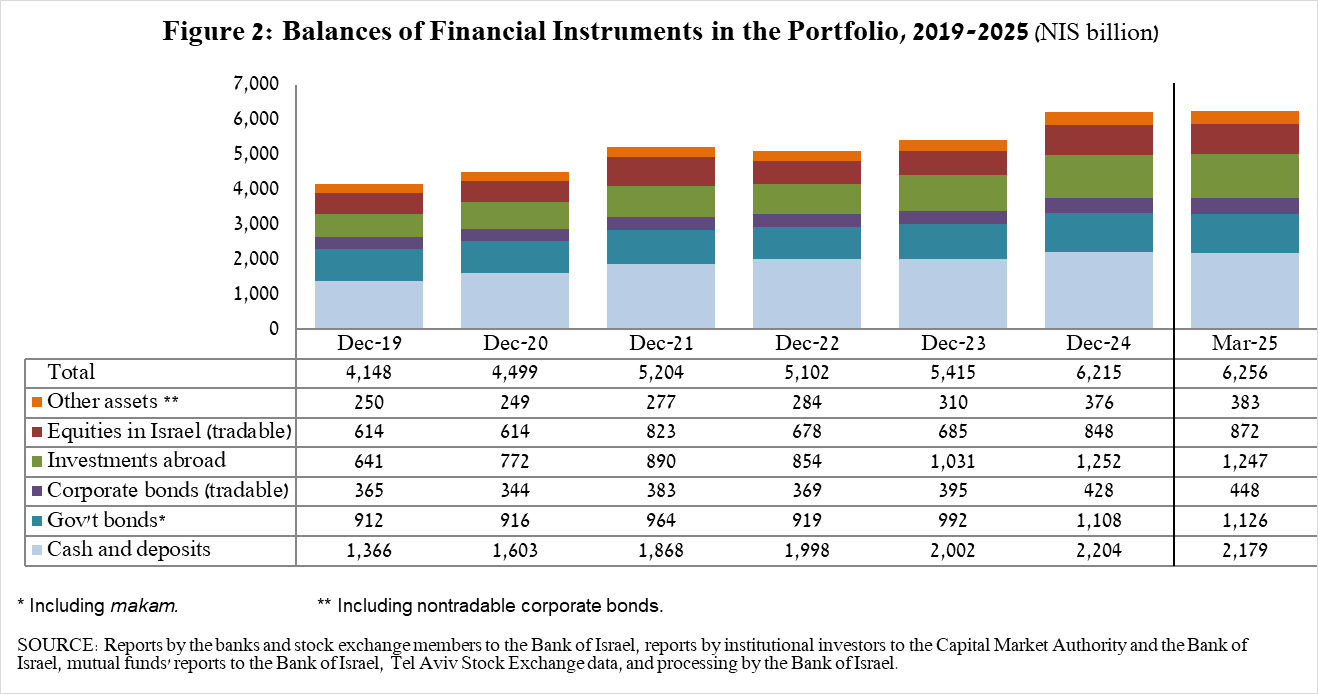 Figure 2: Balances of Financial Instruments in the Portfolio, 2019-2025 (NIS billion)
7,000
6,000
5,000
4,000
3,000
2,000
1,000
0
Dec-19 Dec-20 Dec-21 Dec-22 Dec-23 Dec-24 Mar-25
Total 4,148 4,499 5,204 5,102 5,415 6,215 6,256
Other assets ** 250 249 277 284 310 376 383
Equities in Israel (tradable) 614 614 823 678 685 848 872
Investments abroad 641 772 890 854 1,031 1,252 1,247
Corporate bonds (tradable) 365 344 383 369 395 428 448
Gov't bonds* 912 916 964 919 992 1,108 1,126
Cash and deposits 1,366 1,603 1,868 1,998 2,002 2,204 2,179
* Including makam. ** Including nontradable corporate bonds.
SOURCE: Reports by the banks and stock exchange members to the Bank of Israel, reports by institutional investors to the Capital Market Authority and the Bank of
Israel, mutual funds' reports to the Bank of Israel, Tel Aviv Stock Exchange data, and processing by the Bank of Israel.